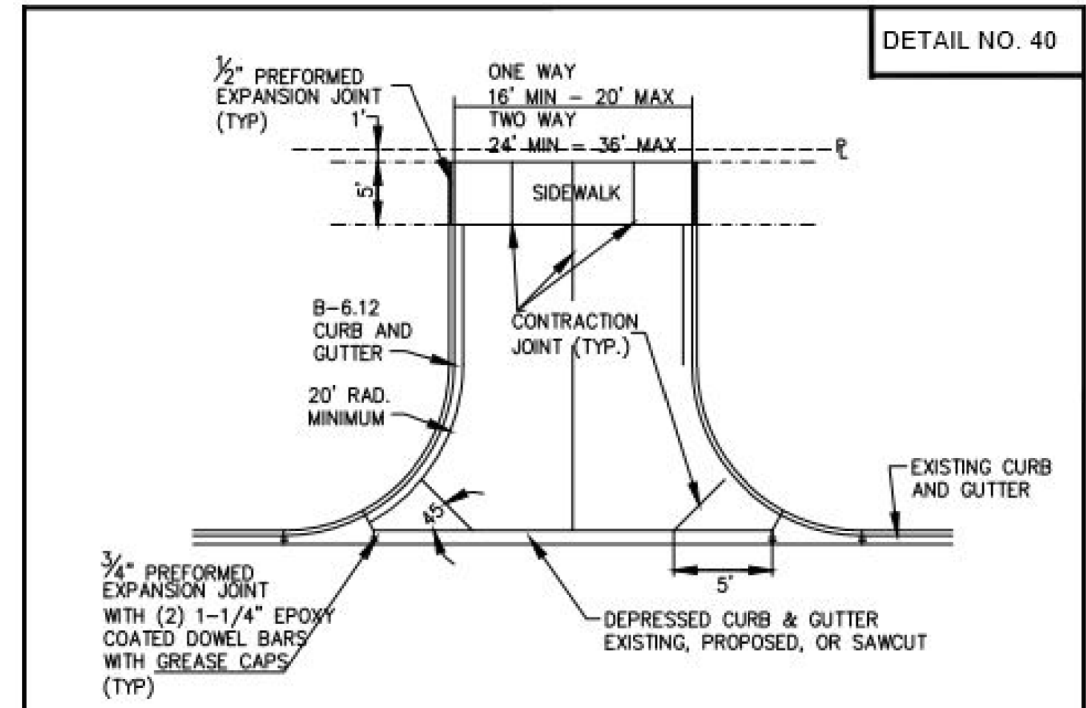 DETAIL NO. 40
1/2" PREFORMED
EXPANSION JOINT
(TYP)
1'
ONE WAY
16' MIN - 20' MAX
TWO WAY
24' MIN - 36' MAX
PL
5'
SIDEWALK
B-6.12
CURB AND
GUTTER
CONTRACTION
JOINT (TYP.)
20' RAD.
MINIMUM
EXISTING CURB
AND GUTTER
45
5'
3/4" PREFORMED
EXPANSION JOINT
WITH (2) 1-1/4" EPOXY
COATED DOWEL BARS
WITH GREASE CAPS
(TYP)
DEPRESSED CURB & GUTTER
EXISTING, PROPOSED, OR SAWCUT